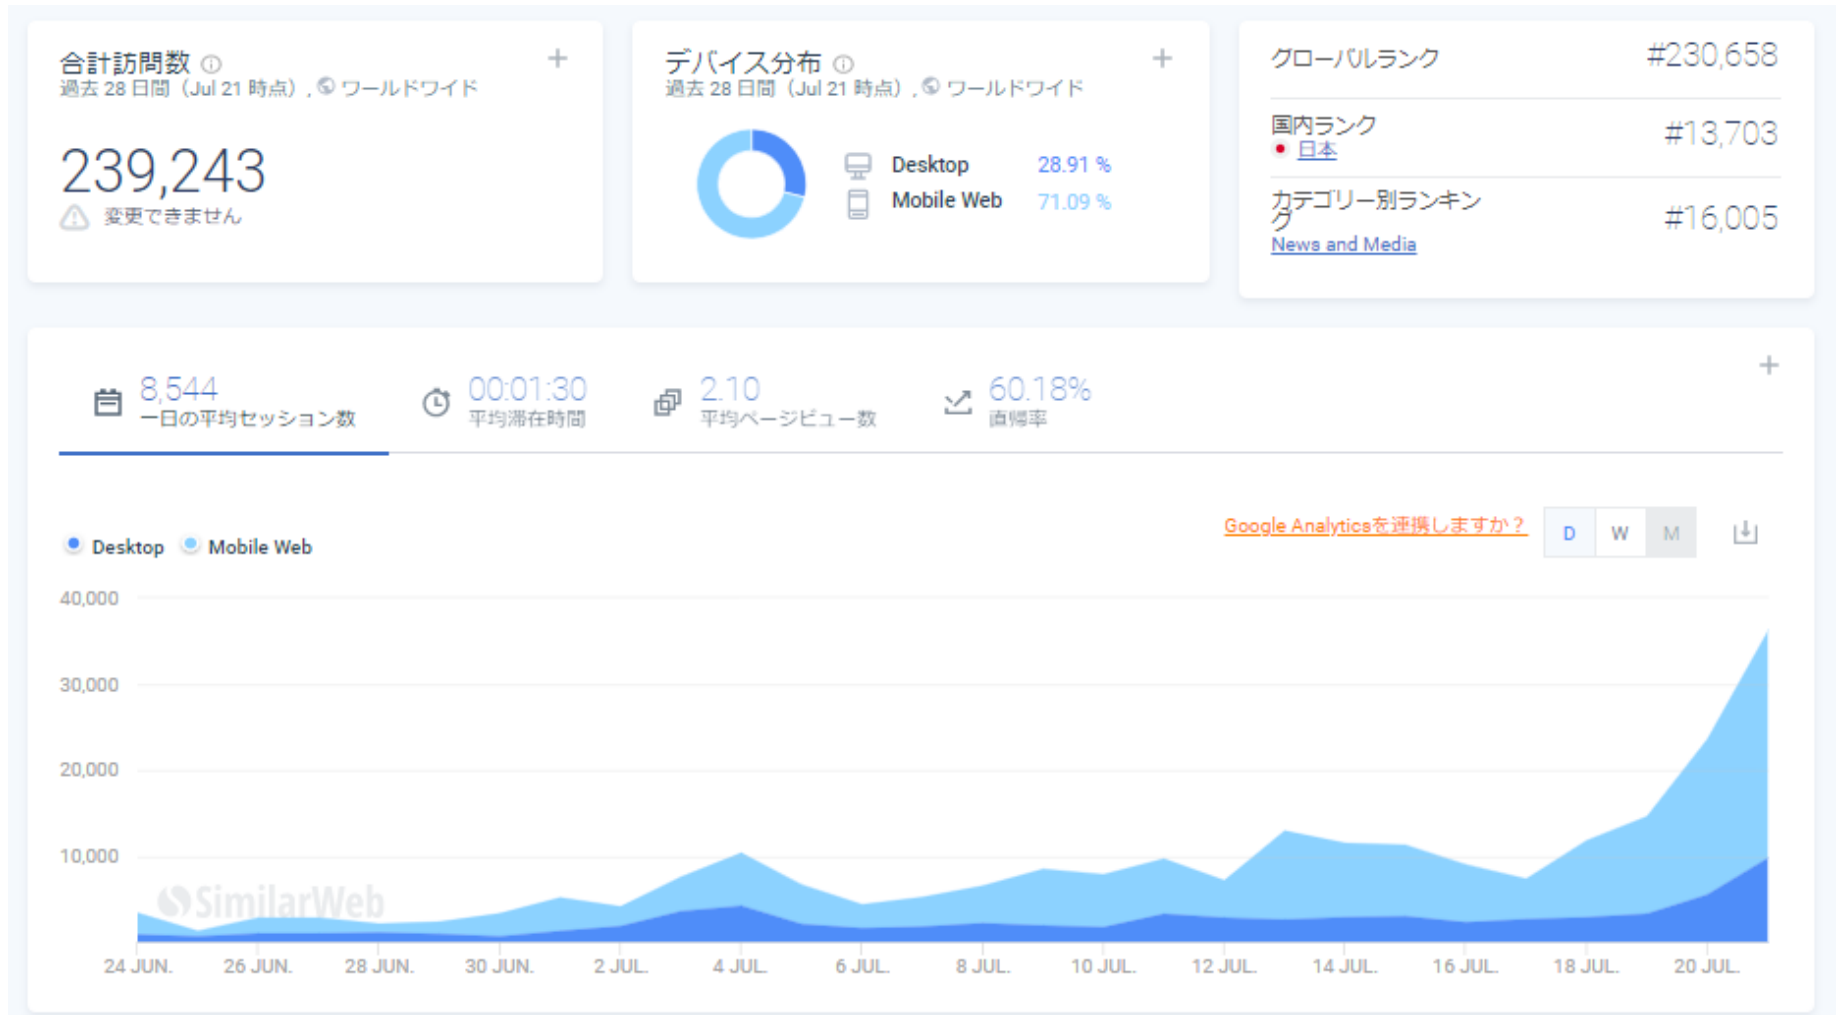 合計訪問数
過去 28 日間（Jul 21 時点）, ワールドワイド
239,243
変更できません
デバイス分布
過去 28 日間（Jul 21 時点）, ワールドワイド
Desktop 28.91 %
Mobile Web 71.09 %
グローバルランク #230,658
国内ランク
日本
#13,703
カテゴリー別ランキン
グ
News and Media
#16,005
8,544
一日の平均セッション数
00:01:30
平均滞在時間
2.10
平均ページビュー数
60.18%
直帰率
Google Analyticsを連携しますか？
D W M
Desktop Mobile Web
40,000
30,000
20,000
10,000
SimilarWeb
24 JUN. 26 JUN. 28 JUN. 30 JUN. 2 JUL. 4 JUL. 6 JUL. 8 JUL. 10 JUL. 12 JUL. 14 JUL. 16 JUL. 18 JUL. 20 JUL.